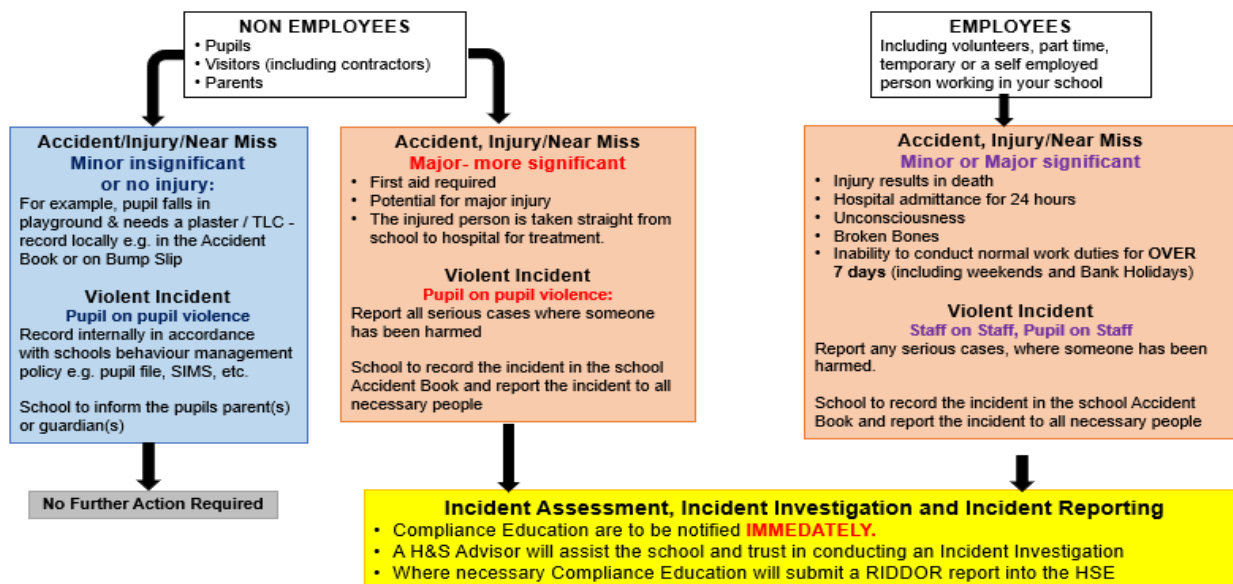 NON EMPLOYEES
• Pupils
• Visitors (including contractors)
• Parents
EMPLOYEES
Including volunteers, part time,
temporary or a self employed
person working in your school
Accident/Injury/Near Miss
Minor insignificant
or no injury:
For example, pupil falls in
playground & needs a plaster / TLC -
record locally e.g. in the Accident
Book or on Bump Slip
Violent Incident
Pupil on pupil violence
Record internally in accordance
with schools behaviour management
policy e.g. pupil file, SIMS, etc.
School to inform the pupils parent(s)
or guardian(s)
Accident, Injury/Near Miss
Major- more significant
• First aid required
• Potential for major injury
• The injured person is taken straight from
school to hospital for treatment.
Violent Incident
Pupil on pupil violence:
Report all serious cases where someone
has been harmed
School to record the incident in the school
Accident Book and report the incident to all
necessary people
Accident, Injury/Near Miss
Minor or Major significant
• Injury results in death
• Hospital admittance for 24 hours
• Unconsciousness
• Broken Bones
• Inability to conduct normal work duties for OVER
7 days (including weekends and Bank Holidays)
Violent Incident
Staff on Staff, Pupil on Staff
Report any serious cases, where someone has been
harmed.
School to record the incident in the school Accident
Book and report the incident to all necessary people
No Further Action Required
Incident Assessment, Incident Investigation and Incident Reporting
• Compliance Education are to be notified IMMEDIATELY.
• A H&S Advisor will assist the school and trust in conducting an Incident Investigation
• Where necessary Compliance Education will submit a RIDDOR report into the HSE